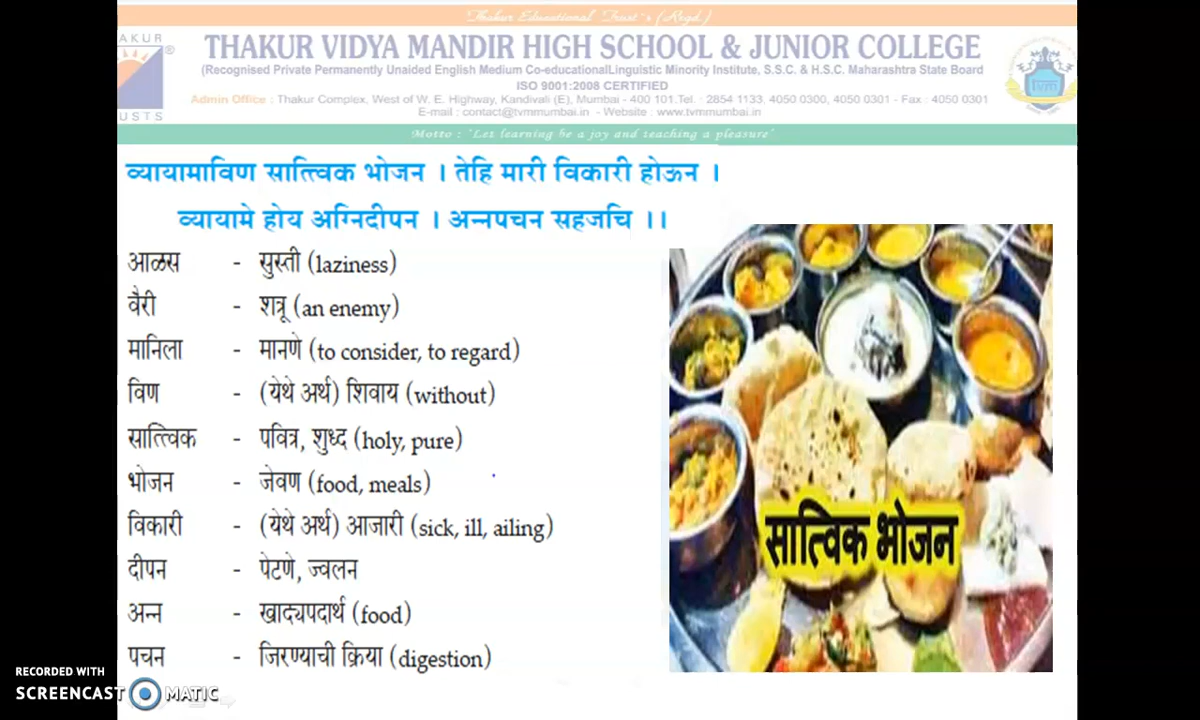 Thakur Educational Trust's (Regd.)
THAKUR VIDYA MANDIR HIGH SCHOOL & JUNIOR COLLEGE
(Recognised Private Permanently Unaided English Medium Co-educationalLinguistic Minority Institute, S.S.C. & H.S.C. Maharashtra State Board
ISO 9001:2008 CERTIFIED
Admin Office : Thakur Complex, West of W. E. Highway, Kandivali (E), Mumbai - 400 101.Tel. : 2854 1133, 4050 0300, 4050 0301 - Fax : 4050 0301
E-mail : contact@tvmmumbai.in - Website : www.tvmmumbai.in
Motto : "Let learning be a joy and teaching a pleasure"
AKUR
®
USTS
tvm
व्यायामाविण सात्त्विक भोजन । तेहि मारी विकारी होऊन ।
व्यायामे होय अग्निदीपन । अन्नपचन सहजचि ।।
आळस - सुस्ती (laziness)
वैरी - शत्रू (an enemy)
मानिला - मानणे (to consider, to regard)
विण - (येथे अर्थ) शिवाय (without)
सात्त्विक - पवित्र, शुध्द (holy, pure)
भोजन - जेवण (food, meals)
विकारी - (येथे अर्थ) आजारी (sick, ill, ailing)
दीपन - पेटणे, ज्वलन
अन्न - खाद्यपदार्थ (food)
पचन - जिरण्याची क्रिया (digestion)
सात्विक भोजन
RECORDED WITH
SCREENCAST MATIC